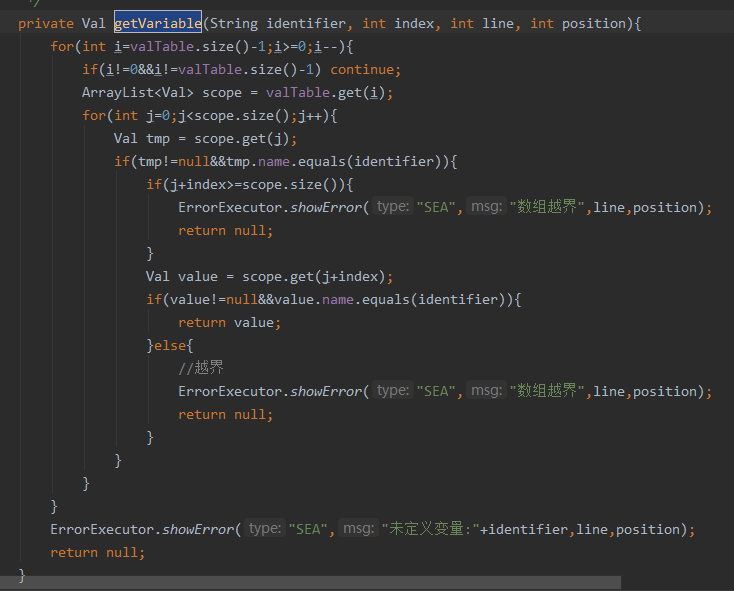 */
private Val getVariable(String identifier, int index, int line, int position){
for(int i=valTable.size()-1;i>=0;i--){
if(i!=0&&i!=valTable.size()-1) continue;
ArrayList<Val> scope = valTable.get(i);
for(int j=0;j<scope.size();j++){
Val tmp = scope.get(j);
if(tmp!=null&&tmp.name.equals(identifier)){
if(j+index>=scope.size()){
ErrorExecutor.showError( type: "SEA", msg: "数组越界",line,position);
return null;
}
Val value = scope.get(j+index);
if(value!=null&&value.name.equals(identifier)){
return value;
}else{
//越界
ErrorExecutor.showError( type: "SEA", msg: "数组越界",line,position);
return null;
}
}
}
}
ErrorExecutor.showError( type: "SEA", msg: "未定义变量:"+identifier,line,position);
return null;
}